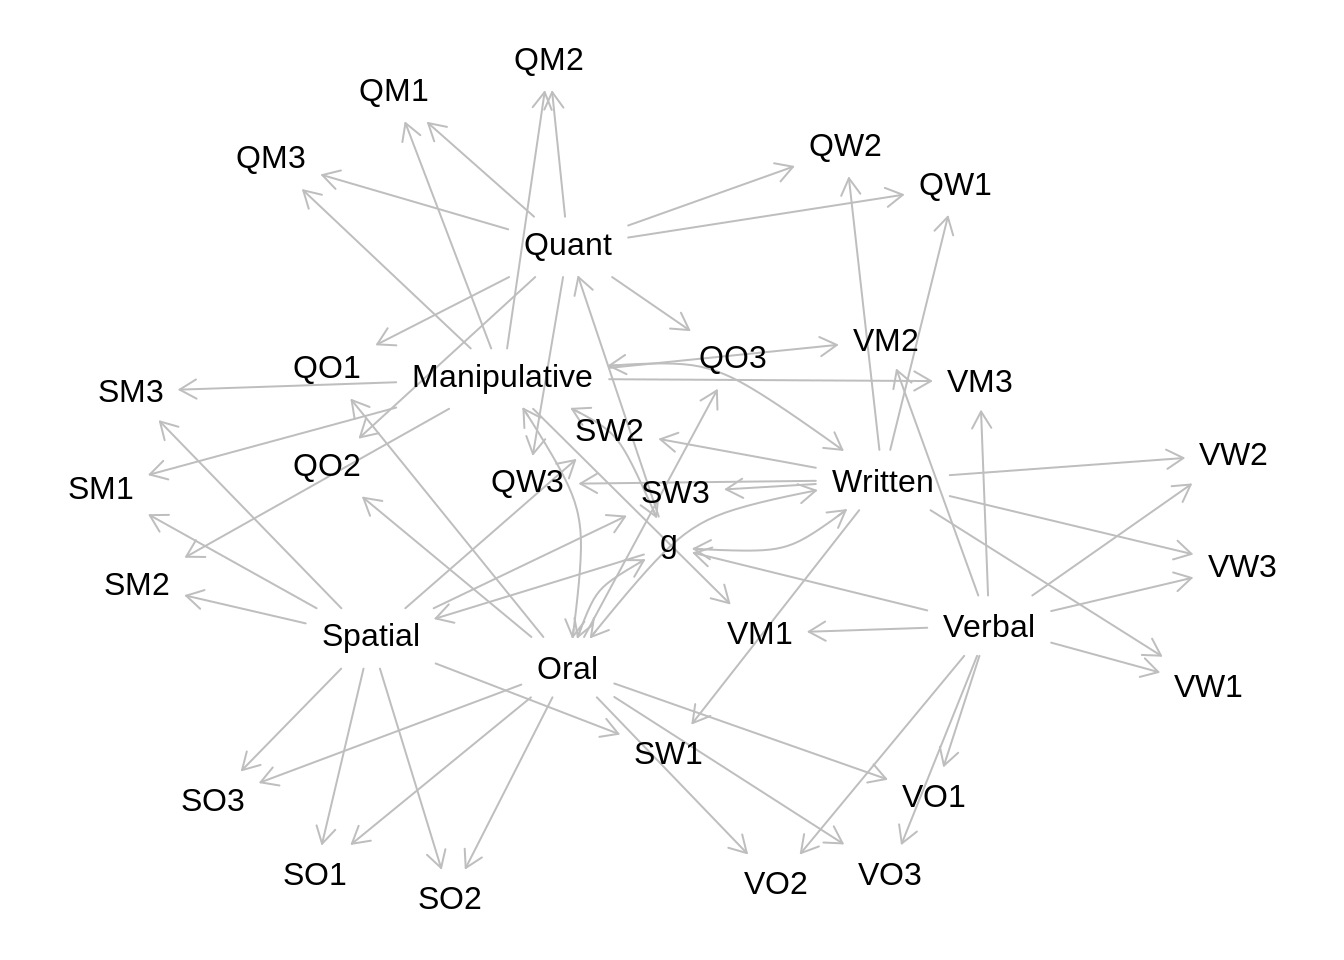 QM2
QM1
QW2
QM3
QW1
Quant
VM2
QO3
QO1
Manipulative
VM3
SM3
SW2
VW2
QO2
QW3
Written
SM1
SW3
g
VW3
SM2
Verbal
VM1
Spatial
Oral
VW1
SW1
VO1
SO3
SO1
VO3
VO2
SO2